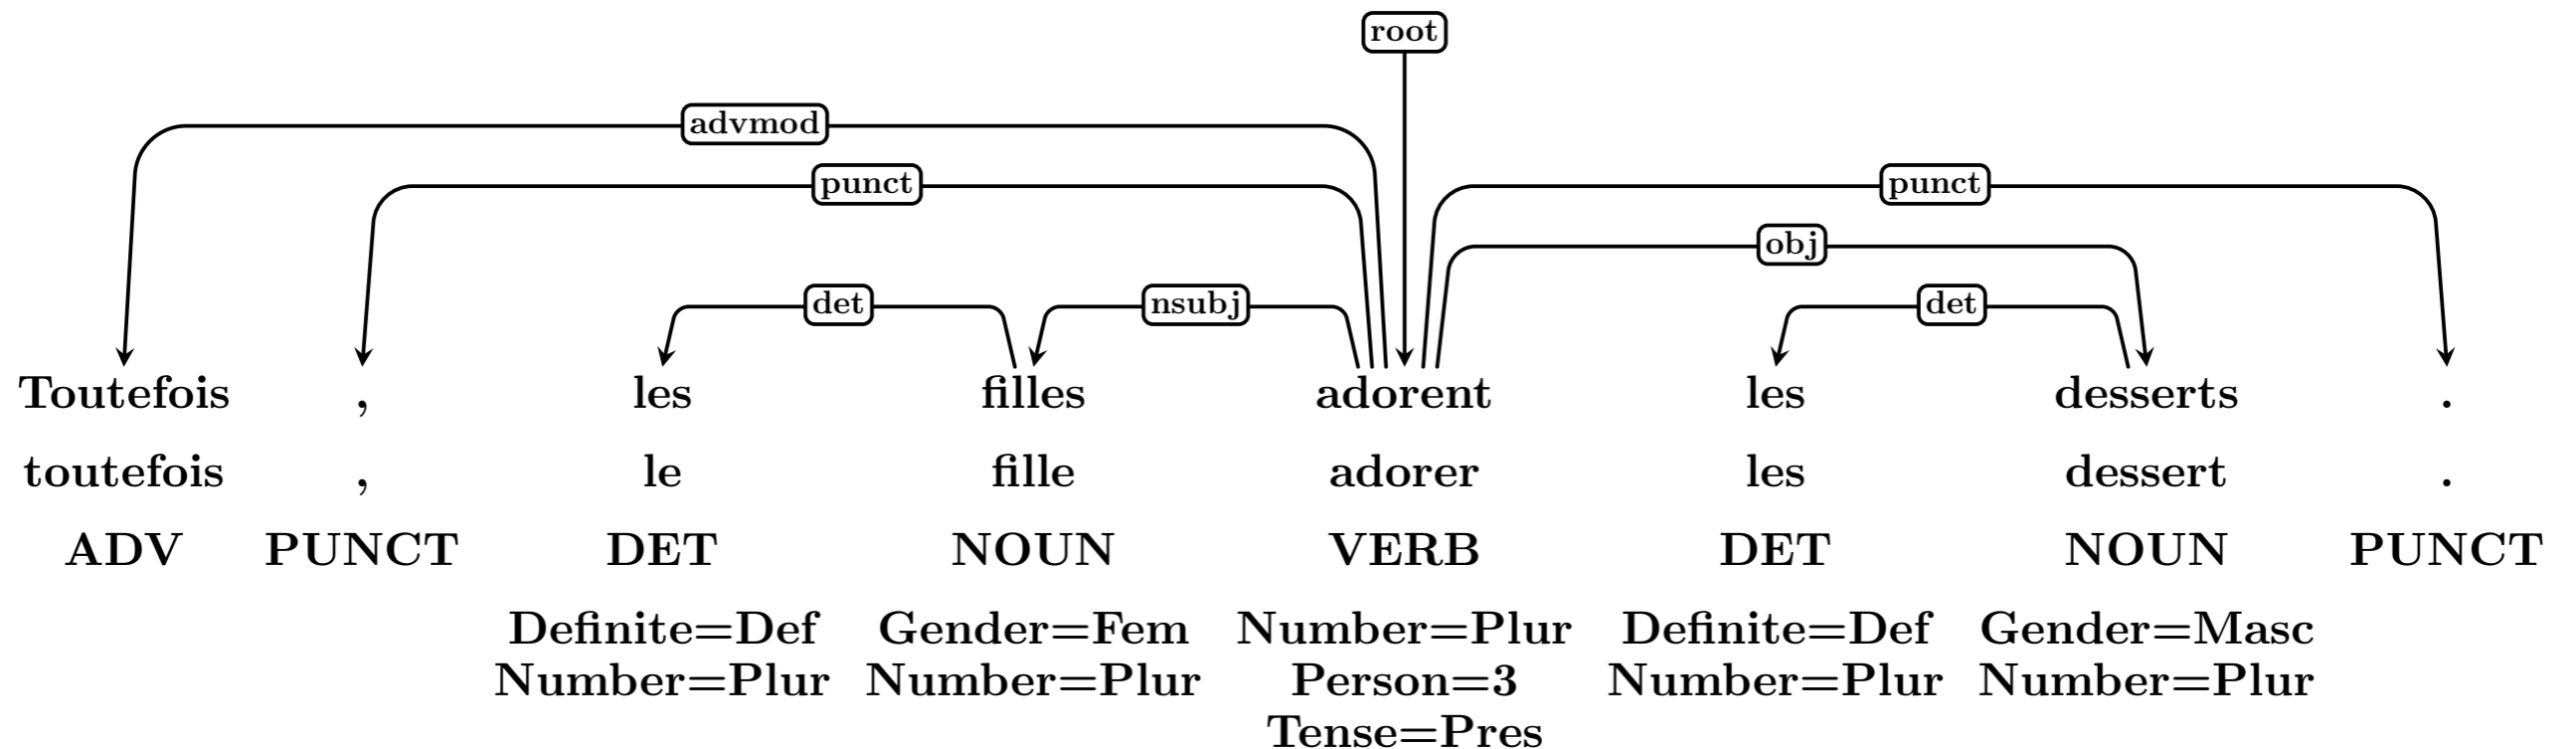 root
advmod
punct punct
obj
det nsubj det
Toutefois , les filles adorent les desserts .
toutefois , le fille adorer les dessert .
ADV PUNCT DET NOUN VERB DET NOUN PUNCT
Definite=Def Gender=Fem Number=Plur Definite=Def Gender=Masc
Number=Plur Number=Plur Person=3 Number=Plur Number=Plur
Tense=Pres